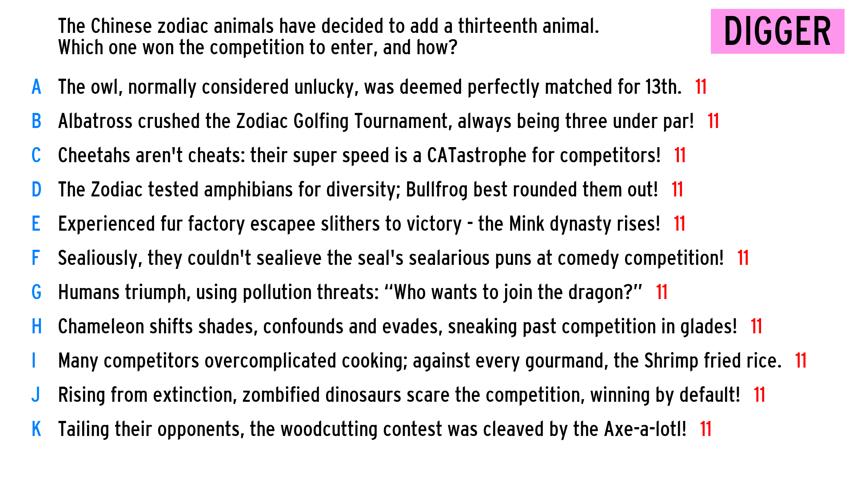 The Chinese zodiac animals have decided to add a thirteenth animal.
Which one won the competition to enter, and how?
DIGGER
A The owl, normally considered unlucky, was deemed perfectly matched for 13th. 11
B Albatross crushed the Zodiac Golfing Tournament, always being three under par! 11
C Cheetahs aren't cheats: their super speed is a CATastrophe for competitors! 11
D The Zodiac tested amphibians for diversity; Bullfrog best rounded them out! 11
E Experienced fur factory escapee slithers to victory - the Mink dynasty rises! 11
F Sealiously, they couldn't sealieve the seal's sealarious puns at comedy competition! 11
G Humans triumph, using pollution threats: “Who wants to join the dragon?” 11
H Chameleon shifts shades, confounds and evades, sneaking past competition in glades! 11
I Many competitors overcomplicated cooking; against every gourmand, the Shrimp fried rice. 11
J Rising from extinction, zombified dinosaurs scare the competition, winning by default! 11
K Tailing their opponents, the woodcutting contest was cleaved by the Axe-a-lotl! 11